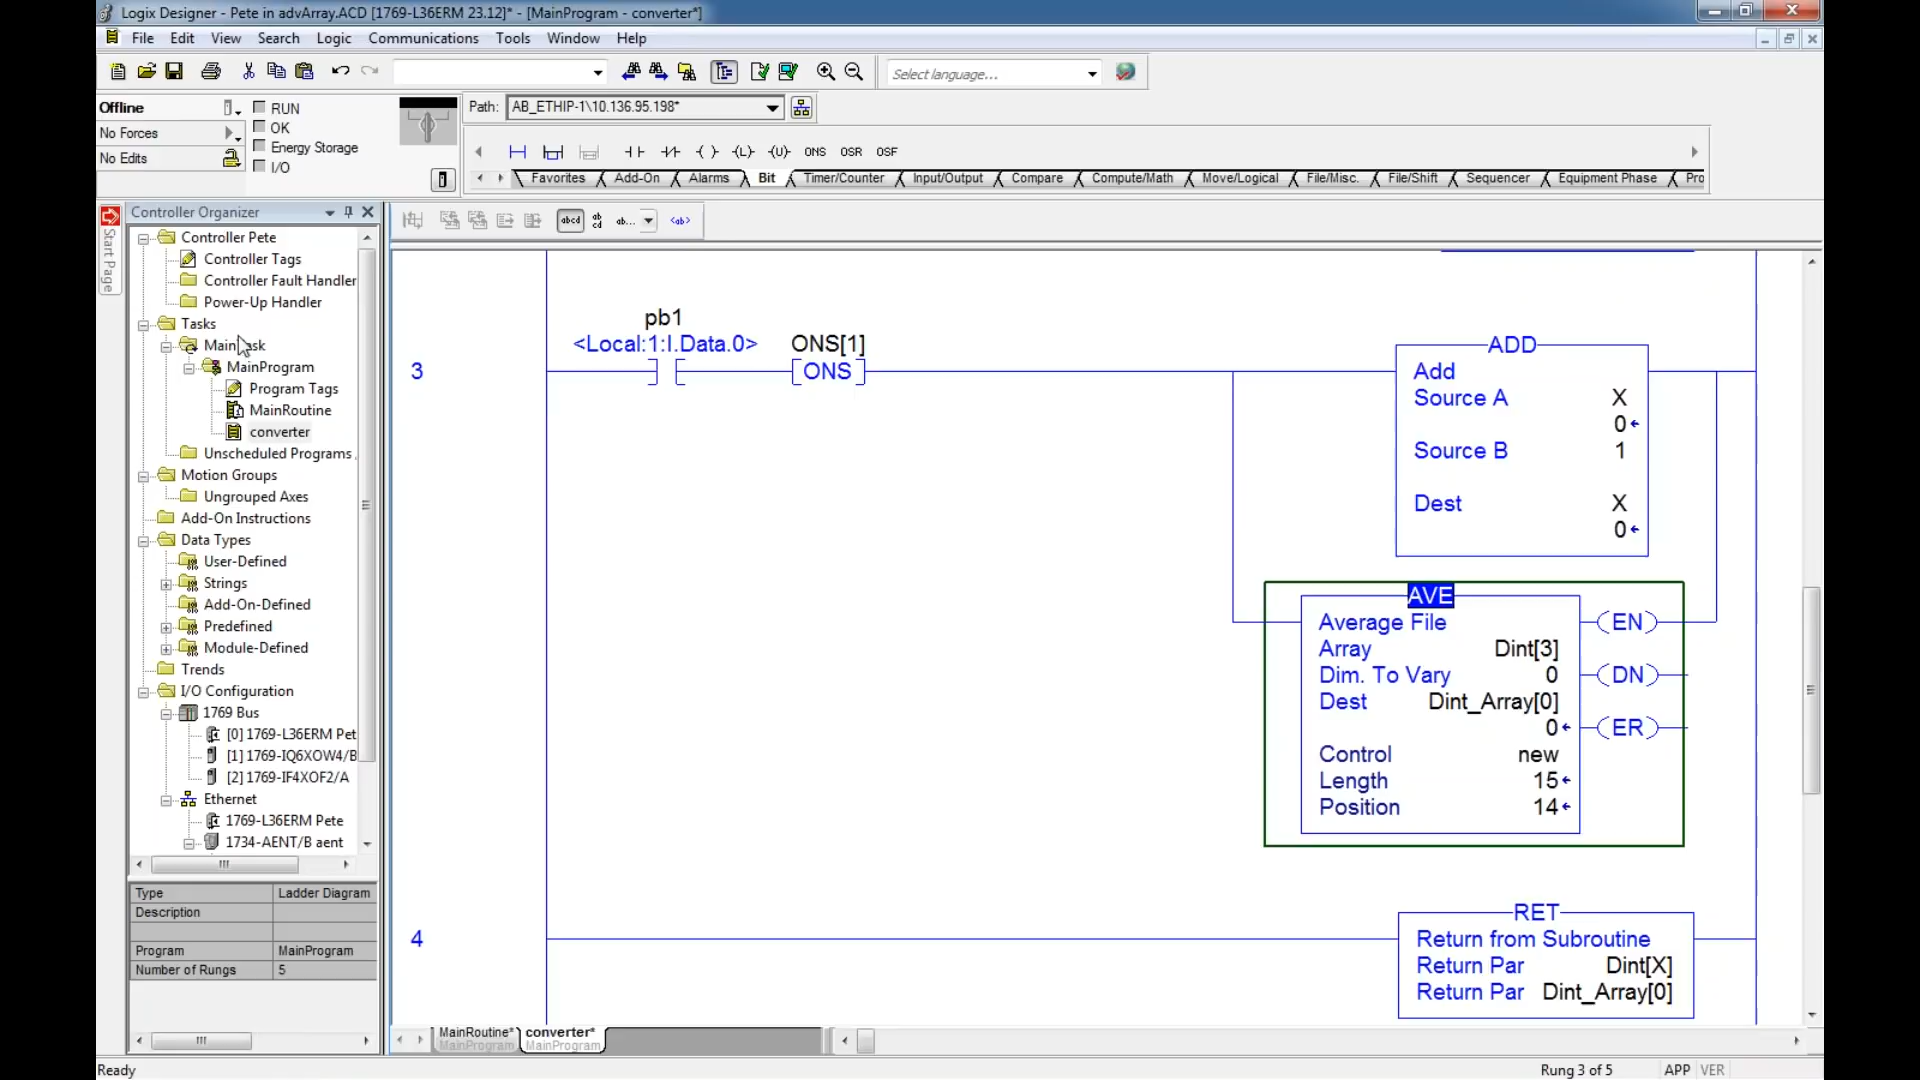 Logix Designer - Pete in advArray.ACD [1769-L36ERM 23.12]* - [MainProgram - converter*]
File Edit View Search Logic Communications Tools Window Help
Select language...
Offline
RUN
No Forces
OK
No Edits
Energy Storage
I/O
Path: AB_ETHIP-1\10.136.95.198*
ONS OSR OSF
Favorites Add-On Alarms Bit Timer/Counter Input/Output Compare Compute/Math Move/Logical File/Misc. File/Shift Sequencer Equipment Phase Pro
Start Page
Controller Organizer
Controller Pete
Controller Tags
Controller Fault Handler
Power-Up Handler
Tasks
MainTask
MainProgram
Program Tags
MainRoutine
converter
Unscheduled Programs
Motion Groups
Ungrouped Axes
Add-On Instructions
Data Types
User-Defined
Strings
Add-On-Defined
Predefined
Module-Defined
Trends
I/O Configuration
1769 Bus
[0] 1769-L36ERM Pet
[1] 1769-IQ6XOW4/B
[2] 1769-IF4XOF2/A
Ethernet
1769-L36ERM Pete
1734-AENT/B aent
Type Ladder Diagram
Description
Program MainProgram
Number of Rungs 5
abcd
ab cd
ab...
<ab>
3
pb1
<Local:1:I.Data.0>
ONS[1]
ONS
ADD
Add
Source A X
0
Source B 1
Dest X
0
AVE
Average File
Array Dint[3]
Dim. To Vary 0
Dest Dint_Array[0]
0
Control new
Length 15
Position 14
EN
DN
ER
4
RET
Return from Subroutine
Return Par Dint[X]
Return Par Dint_Array[0]
MainRoutine*
MainProgram
converter*
MainProgram
Ready
Rung 3 of 5 APP VER